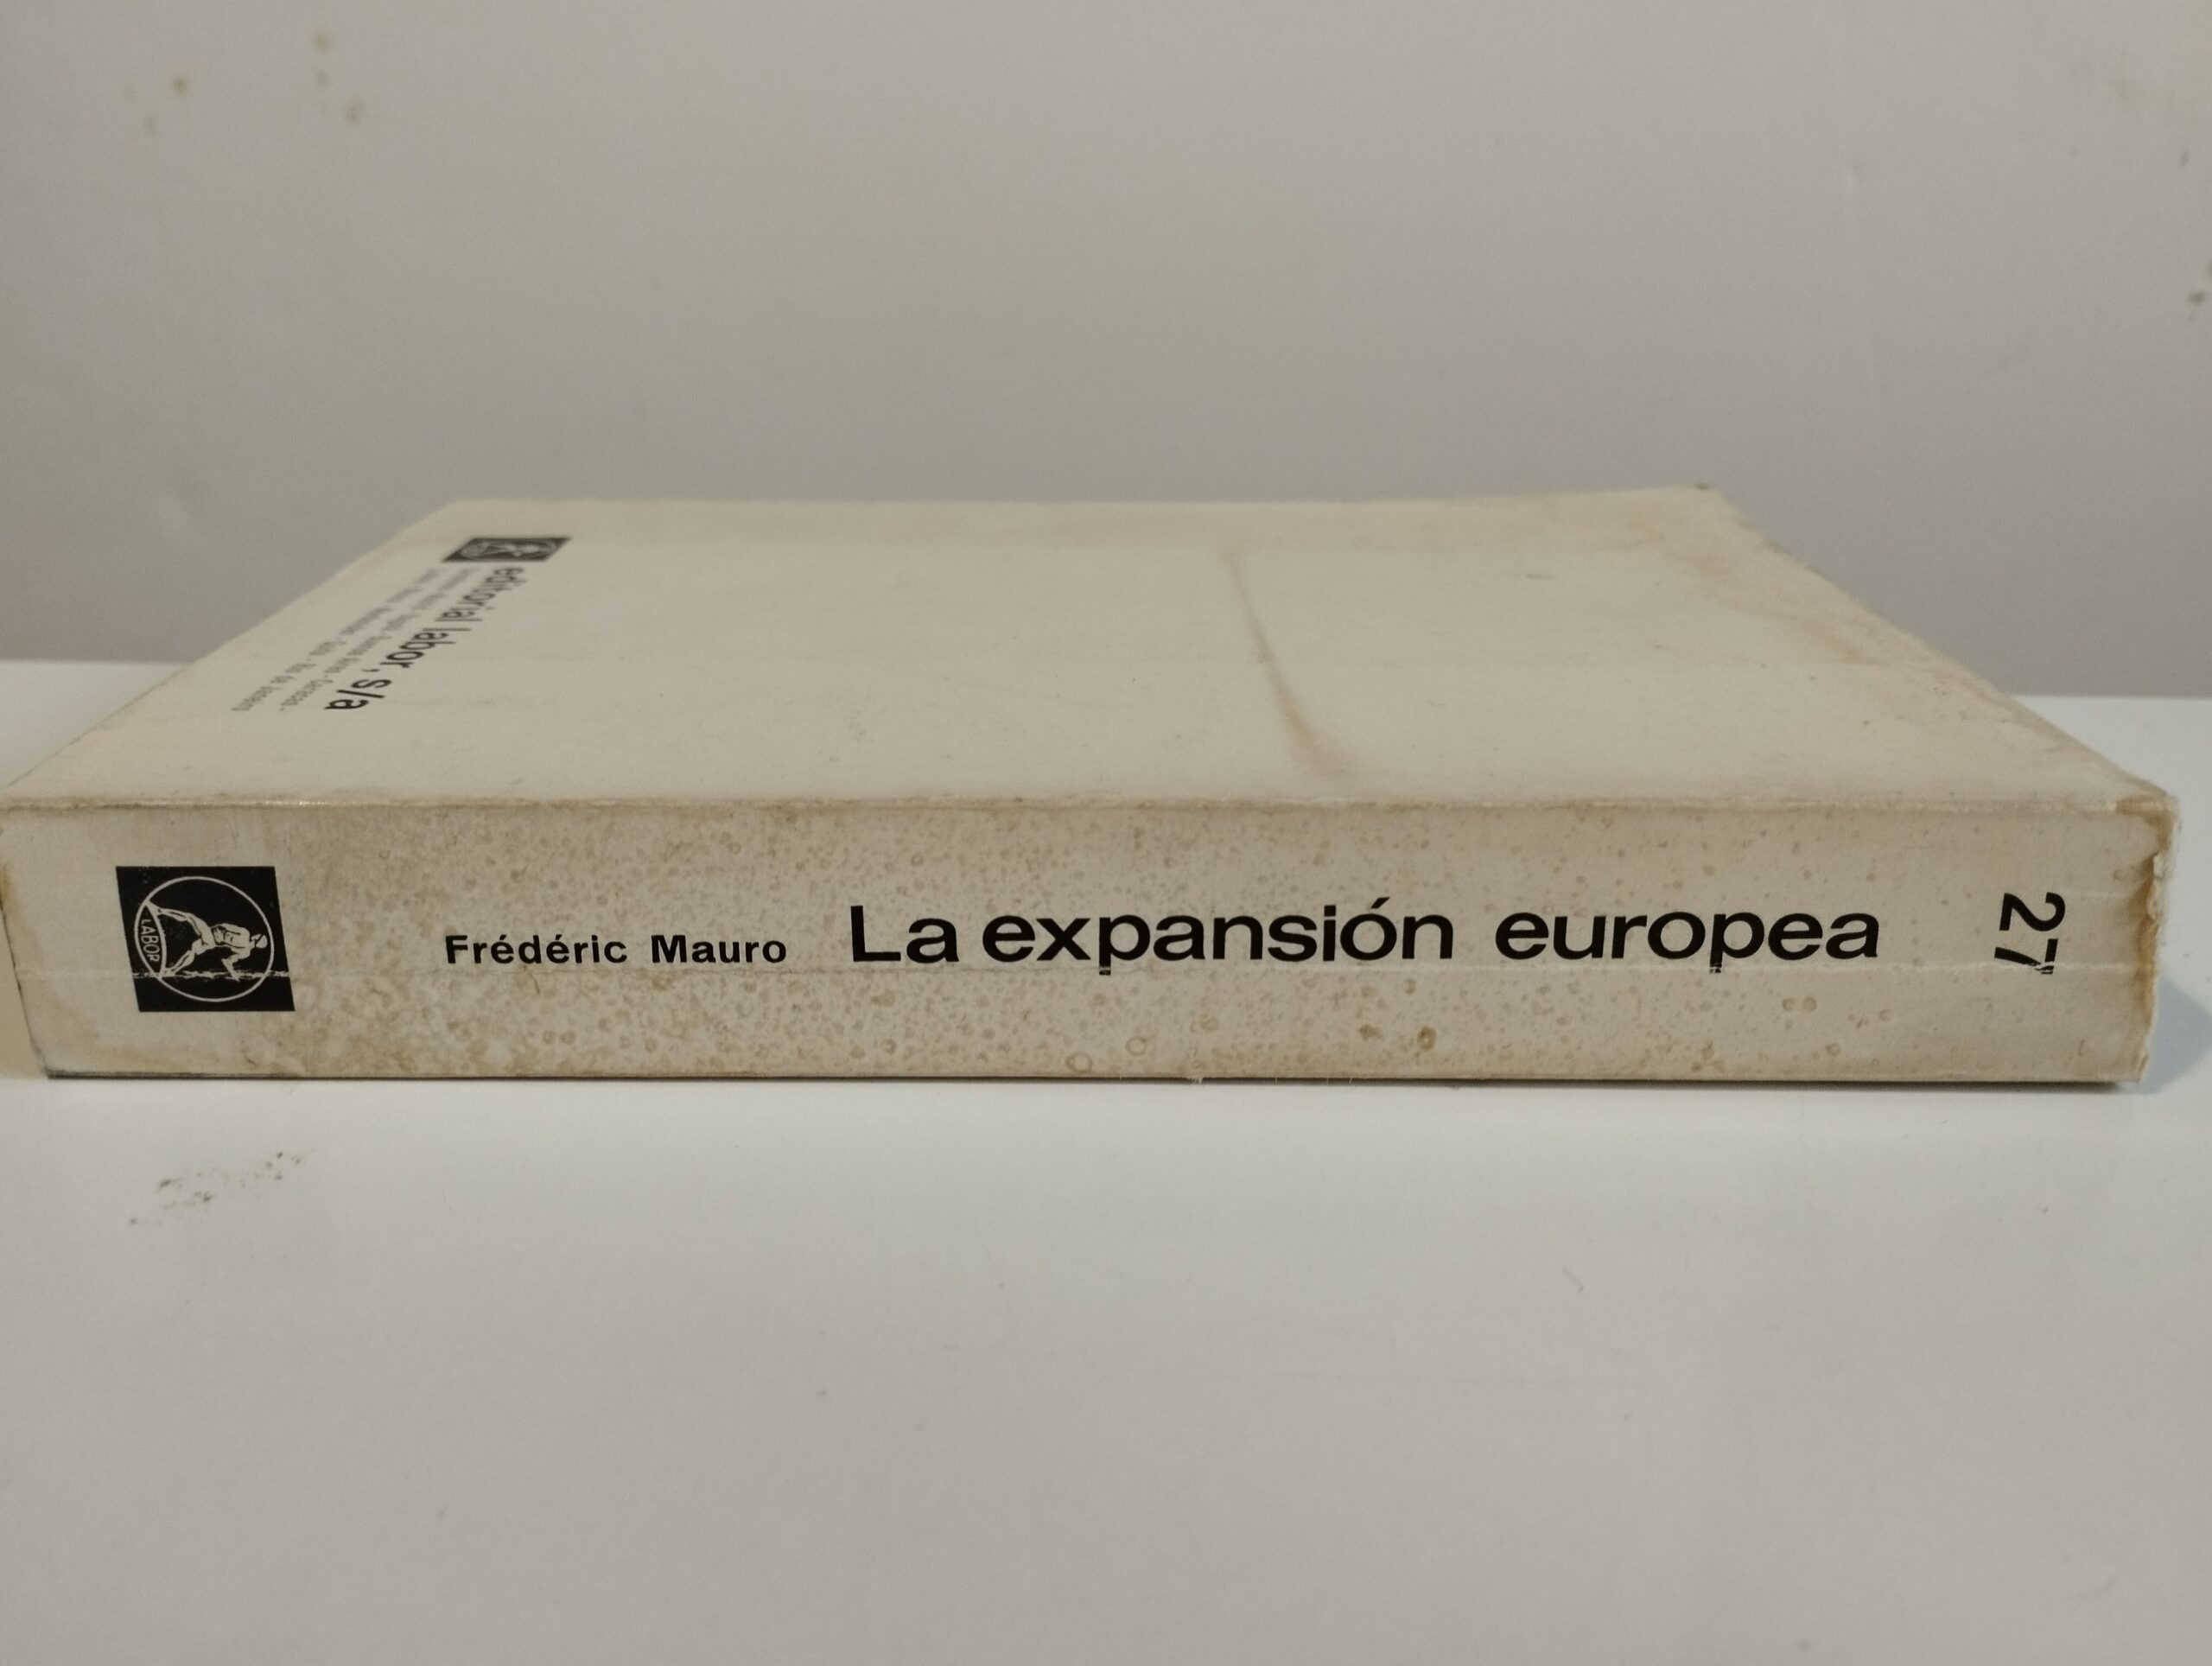 editorial labor, s/a
LABOR
Frédéric Mauro La expansión europea 27